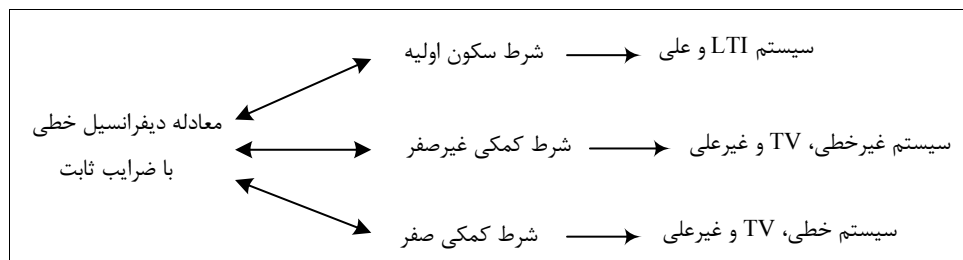 شرط سکون اولیه
سیستم LTI و علی
معادله دیفرانسیل خطی
با ضرایب ثابت
شرط کمکی غیرصفر
سیستم غیرخطی، TV و غیرعلی
شرط کمکی صفر
سیستم خطی، TV و غیرعلی